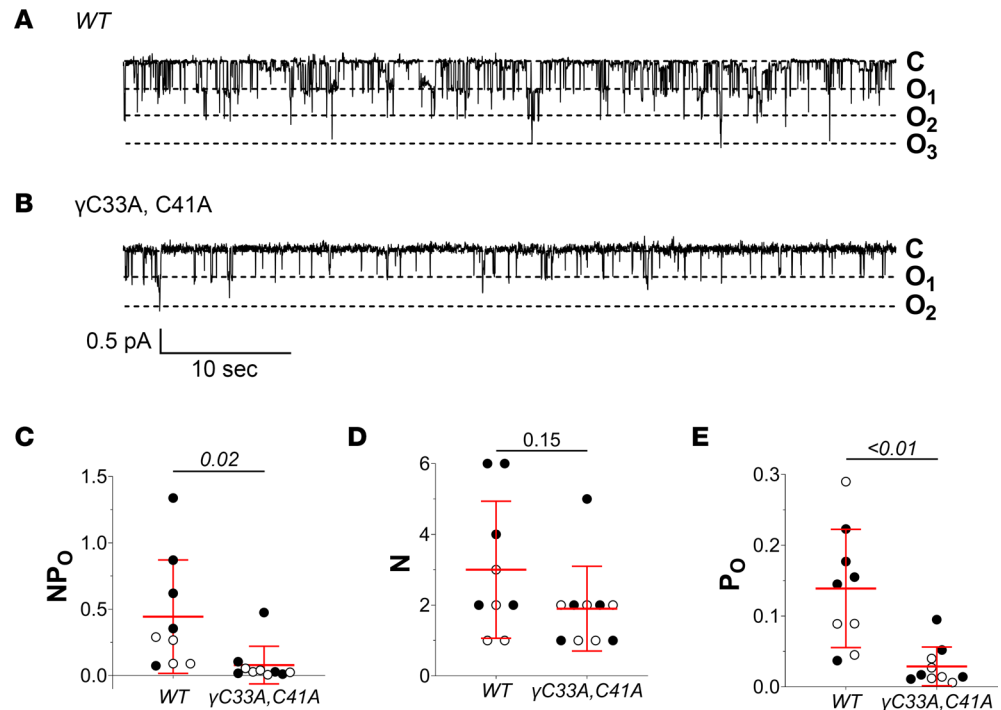 A WT
C
O1
O2
O3
B γC33A, C41A
C
O1
O2
0.5 pA
10 sec
C
0.02
1.5
1.0
0.5
0.0
NPO
WT γC33A,C41A
D
0.15
6
4
2
0
N
WT γC33A,C41A
E
<0.01
0.3
0.2
0.1
0.0
PO
WT γC33A,C41A